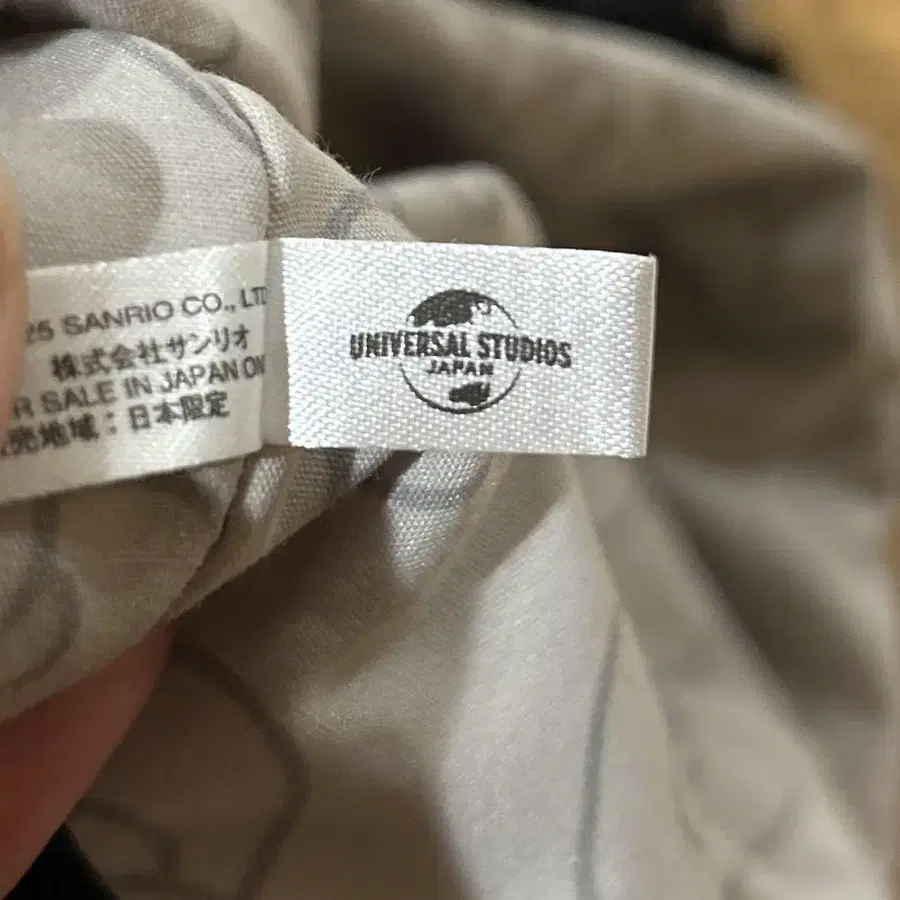 25 SANRIO CO., LTD
株式会社サンリオ
R SALE IN JAPAN ON
売地域：日本限定
UNIVERSAL STUDIOS
JAPAN